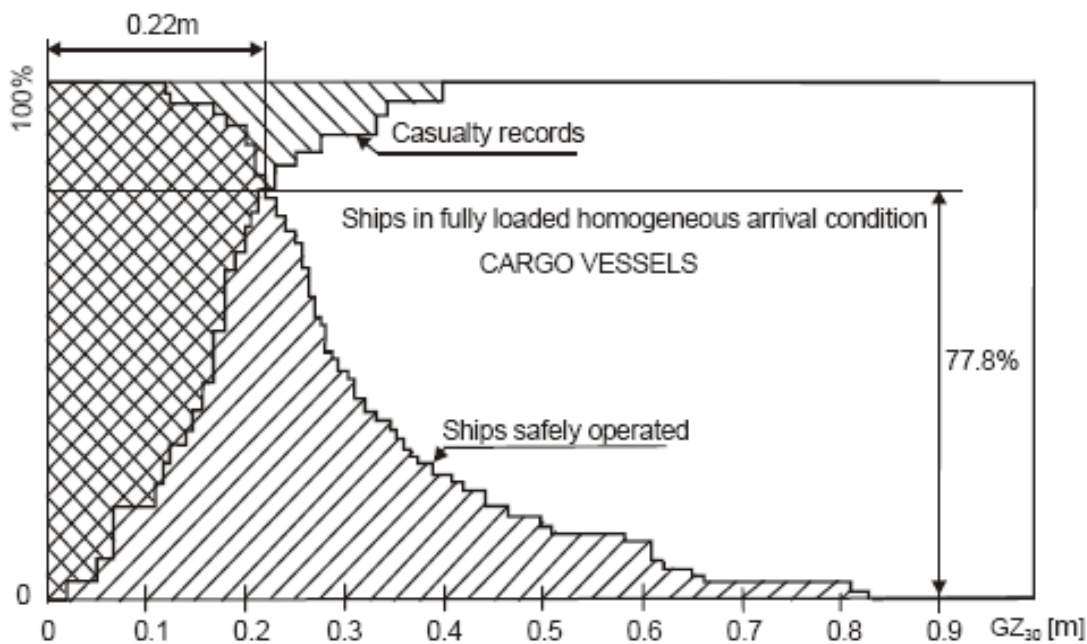 0.22m
100%
Casualty records
Ships in fully loaded homogeneous arrival condition
CARGO VESSELS
77.8%
Ships safely operated
0
0 0.1 0.2 0.3 0.4 0.5 0.6 0.7 0.8 0.9 GZ₃₀ [m]